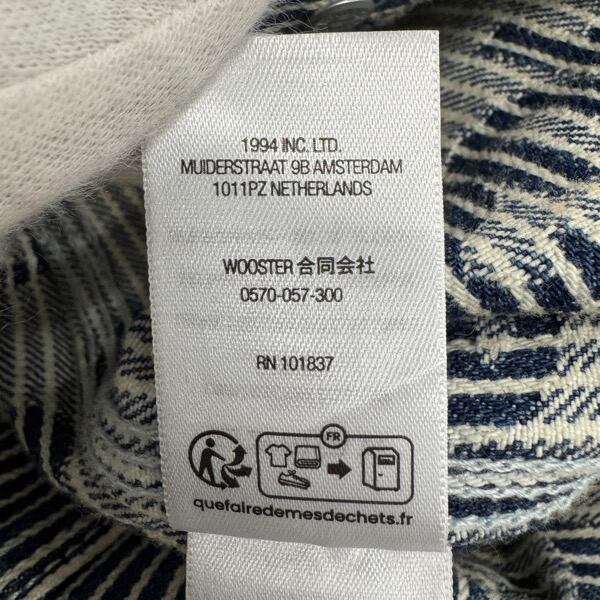 1994 INC. LTD.
MUIDERSTRAAT 9B AMSTERDAM
1011PZ NETHERLANDS
WOOSTER 合同会社
0570-057-300
RN 101837
FR
quefairedemesdechets.fr